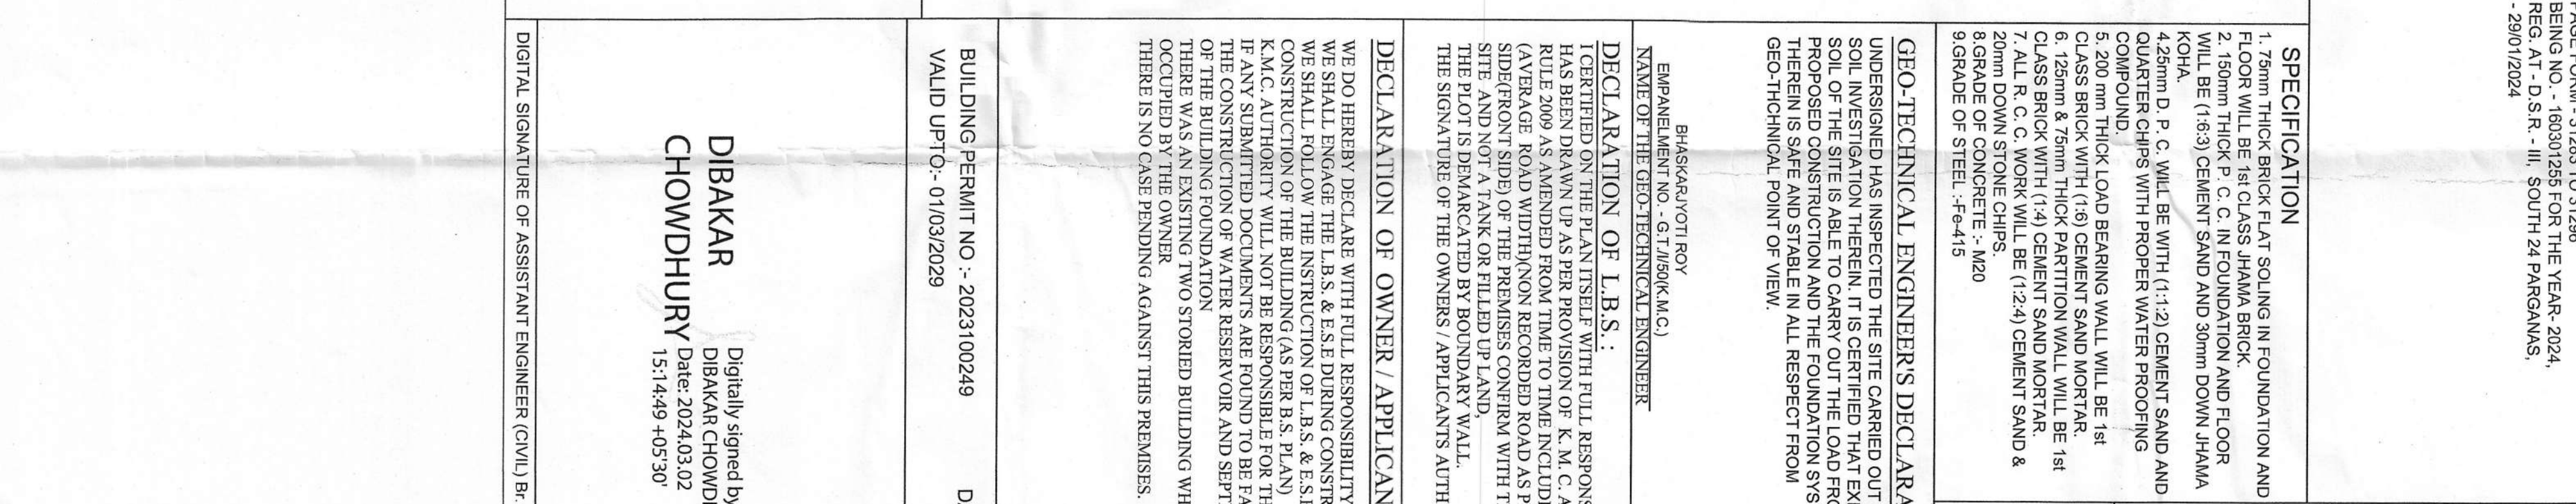 PAGE FORM - 31263 TO 31296
BEING NO. - 160301255 FOR THE YEAR- 2024,
REG. AT - D.S.R. - III, SOUTH 24 PARGANAS,
- 29/01/2024
SPECIFICATION
1. 75mm THICK BRICK FLAT SOLING IN FOUNDATION AND
FLOOR WILL BE 1st CLASS JHAMA BRICK.
2. 150mm THICK P. C. C. IN FOUNDATION AND FLOOR
WILL BE (1:6:3) CEMENT SAND AND 30mm DOWN JHAMA
KOHA.
4.25mm D. P. C. WILL BE WITH (1:1:2) CEMENT SAND AND
QUARTER CHIPS WITH PROPER WATER PROOFING
COMPOUND.
5. 200 mm THICK LOAD BEARING WALL WILL BE 1st
CLASS BRICK WITH (1:6) CEMENT SAND MORTAR.
6. 125mm & 75mm THICK PARTITION WALL WILL BE 1st
CLASS BRICK WITH (1:4) CEMENT SAND MORTAR.
7. ALL R. C. C. WORK WILL BE (1:2:4) CEMENT SAND &
20mm DOWN STONE CHIPS.
8.GRADE OF CONCRETE :- M20
9.GRADE OF STEEL :-Fe-415
GEO-TECHNICAL ENGINEER'S DECLARA
UNDERSIGNED HAS INSPECTED THE SITE CARRIED OUT
SOIL INVESTIGATION THEREIN. IT IS CERTIFIED THAT EXI
SOIL OF THE SITE IS ABLE TO CARRY OUT THE LOAD FRO
PROPOSED CONSTRUCTION AND THE FOUNDATION SYS
THEREIN IS SAFE AND STABLE IN ALL RESPECT FROM
GEO-THCHNICAL POINT OF VIEW.
BHASKARJYOTI ROY
EMPANELMENT NO. - G.T./I/50(K.M.C.)
NAME OF THE GEO-TECHNICAL ENGINEER
DECLARATION OF L.B.S. :
I CERTIFIED ON THE PLAN ITSELF WITH FULL RESPONS
HAS BEEN DRAWN UP AS PER PROVISION OF K. M. C. A
RULE 2009 AS AMENDED FROM TIME TO TIME INCLUDI
(AVERAGE ROAD WIDTH)(NON RECORDED ROAD AS P
SIDE(FRONT SIDE) OF THE PREMISES CONFIRM WITH T
SITE AND NOT A TANK OR FILLED UP LAND,
THE PLOT IS DEMARCATED BY BOUNDARY WALL.
THE SIGNATURE OF THE OWNERS / APPLICANTS AUTH
DECLARATION OF OWNER / APPLICAN
WE DO HEREBY DECLARE WITH FULL RESPONSIBILITY
WE SHALL ENGAGE THE L.B.S. & E.S.E DURING CONSTR
WE SHALL FOLLOW THE INSTRUCTION OF L.B.S. & E.S.E
CONSTRUCTION OF THE BUILDING (AS PER B.S. PLAN)
K.M.C. AUTHORITY WILL NOT BE RESPONSIBLE FOR TH
IF ANY SUBMITTED DOCUMENTS ARE FOUND TO BE FA
THE CONSTRUCTION OF WATER RESERVOIR AND SEPT
OF THE BUILDING FOUNDATION
THERE WAS AN EXISTING TWO STORIED BUILDING WH
OCCUPIED BY THE OWNER
THERE IS NO CASE PENDING AGAINST THIS PREMISES.
BUILDING PERMIT NO :- 2023100249 D
VALID UPTO:- 01/03/2029
DIBAKAR
CHOWDHURY
Digitally signed by
DIBAKAR CHOWD
Date: 2024.03.02
15:14:49 +05'30'
DIGITAL SIGNATURE OF ASSISTANT ENGINEER (CIVIL) Br.